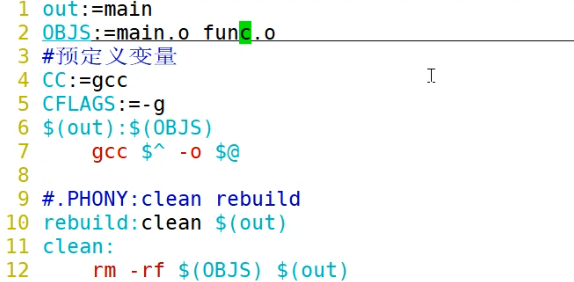 1 out:=main
2 OBJS:=main.o func.o
3 #预定义变量
4 CC:=gcc
5 CFLAGS:=-g
6 $(out):$(OBJS)
7     gcc $^ -o $@
8
9 #.PHONY:clean rebuild
10 rebuild:clean $(out)
11 clean:
12     rm -rf $(OBJS) $(out)